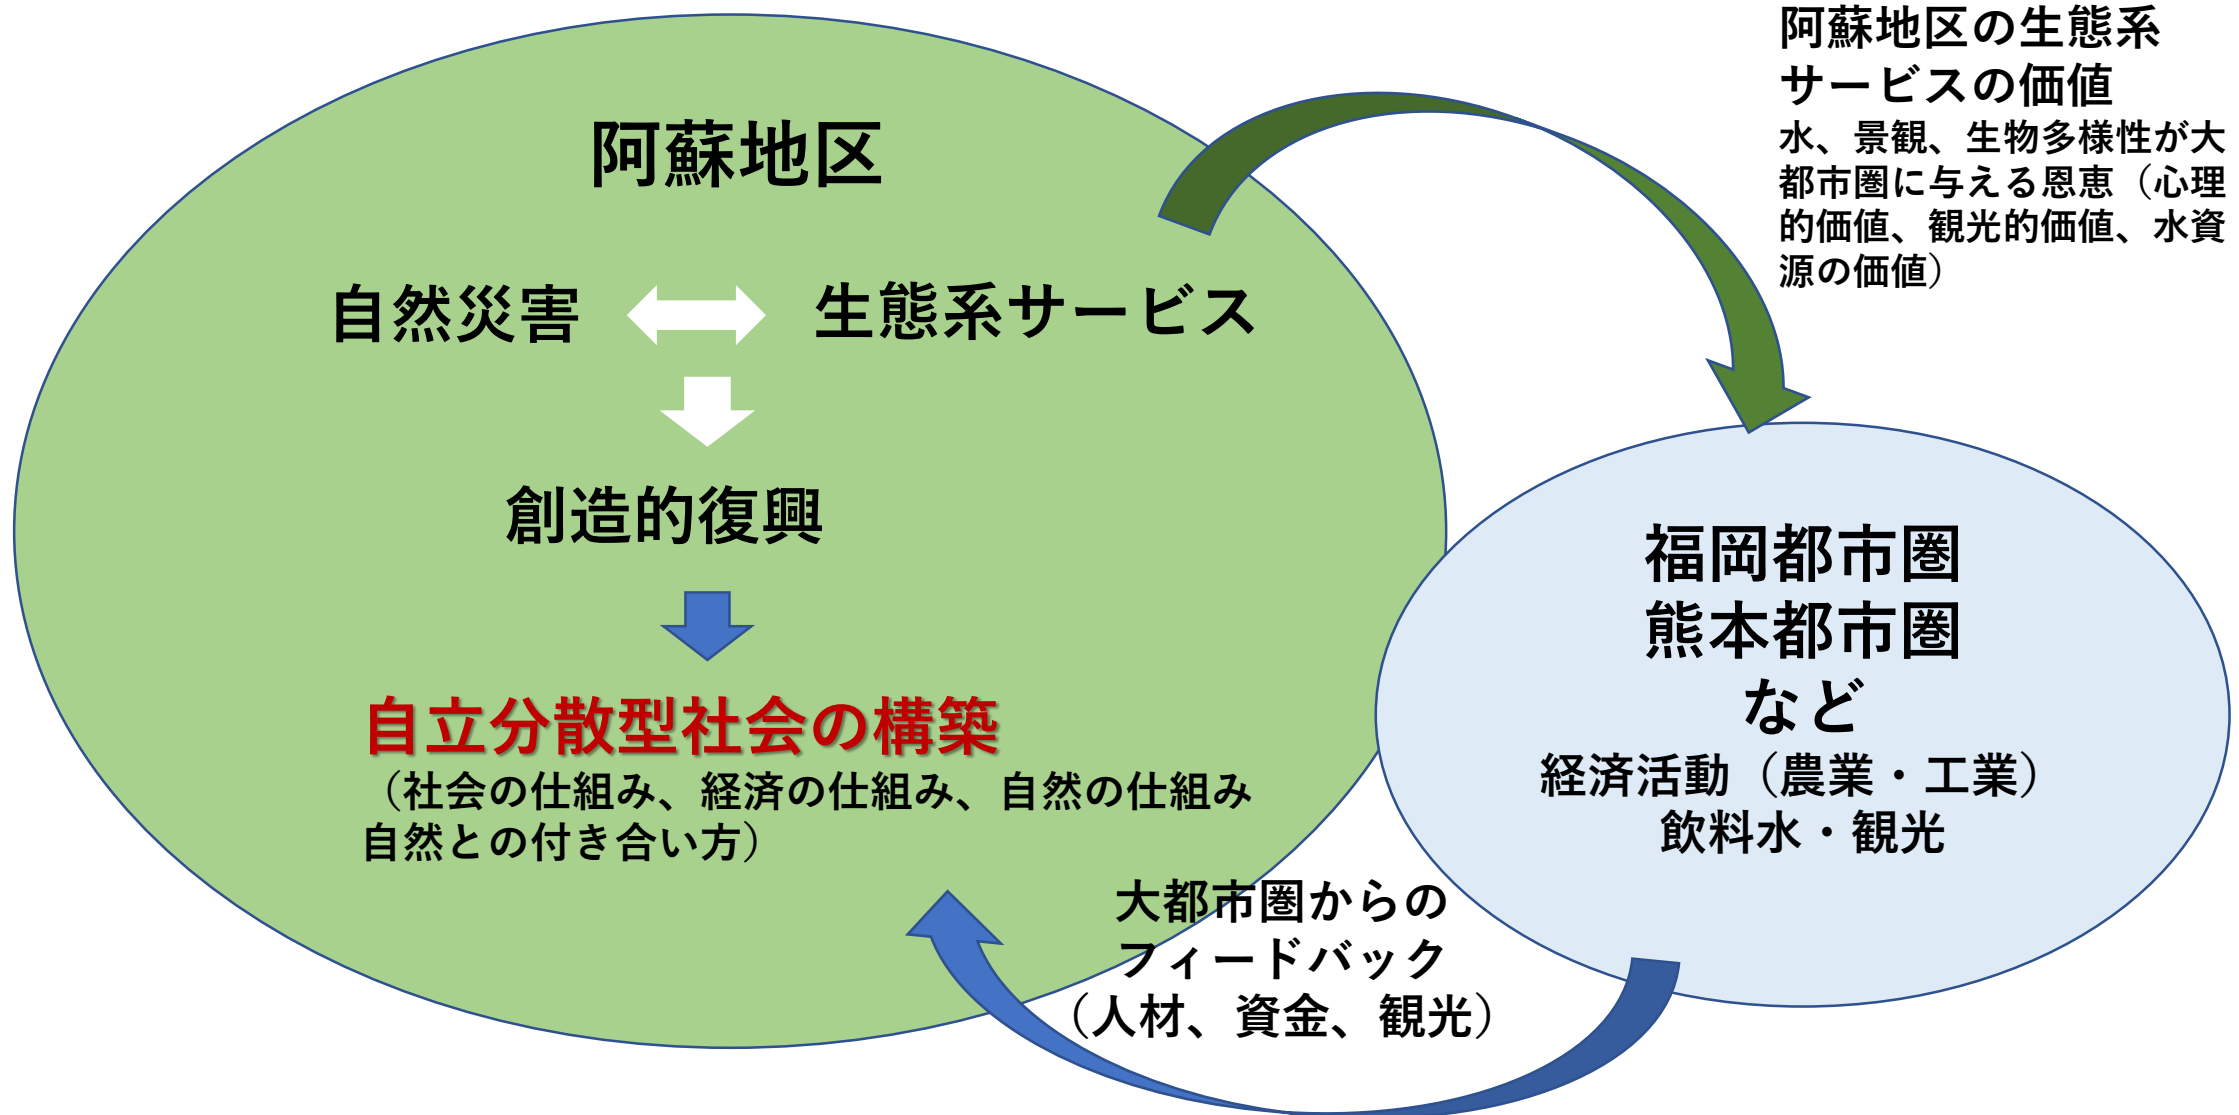 阿蘇地区
自然災害
生態系サービス
創造的復興
自立分散型社会の構築
（社会の仕組み、経済の仕組み、自然の仕組み
自然との付き合い方）
阿蘇地区の生態系
サービスの価値
水、景観、生物多様性が大
都市圏に与える恩恵（心理
的価値、観光的価値、水資
源の価値）
福岡都市圏
熊本都市圏
など
経済活動（農業・工業）
飲料水・観光
大都市圏からの
フィードバック
（人材、資金、観光）